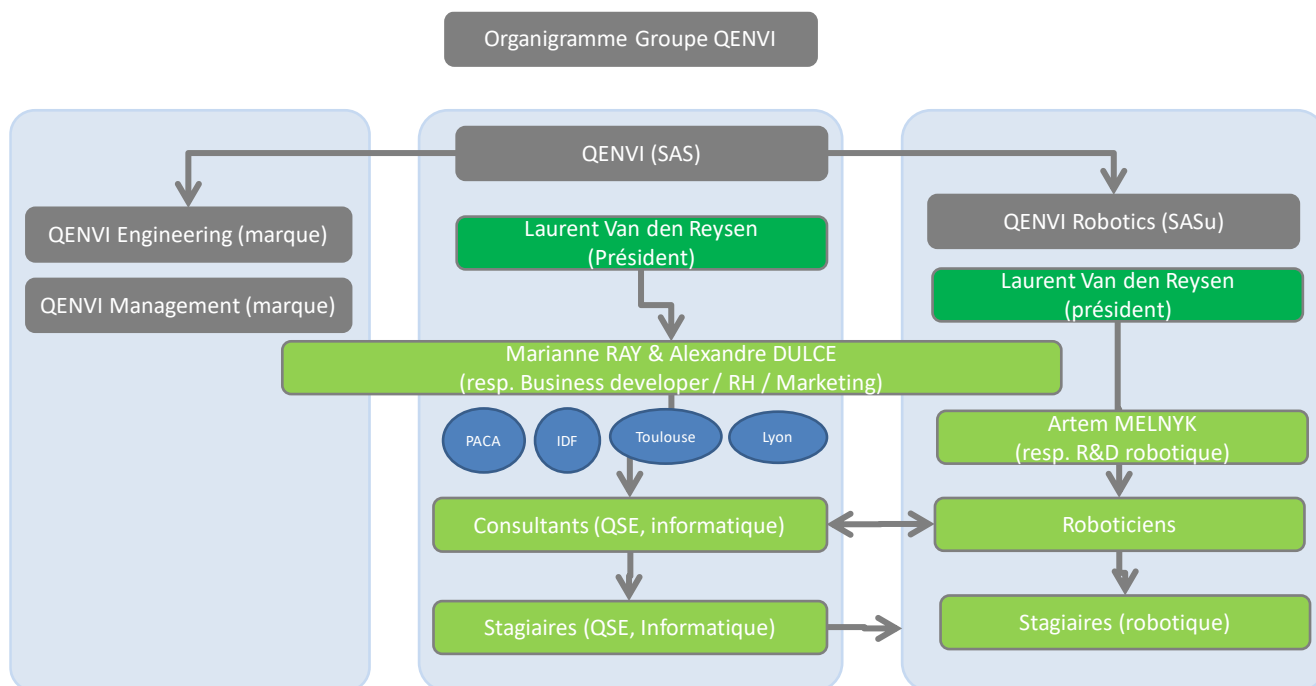 Organigramme Groupe QENVI
QENVI (SAS)
QENVI Engineering (marque)
QENVI Management (marque)
Laurent Van den Reysen
(Président)
QENVI Robotics (SASu)
Laurent Van den Reysen
(président)
Marianne RAY & Alexandre DULCE
(resp. Business developer / RH / Marketing)
PACA
IDF
Toulouse
Lyon
Artem MELNYK
(resp. R&D robotique)
Consultants (QSE, informatique)
Roboticiens
Stagiaires (QSE, Informatique)
Stagiaires (robotique)